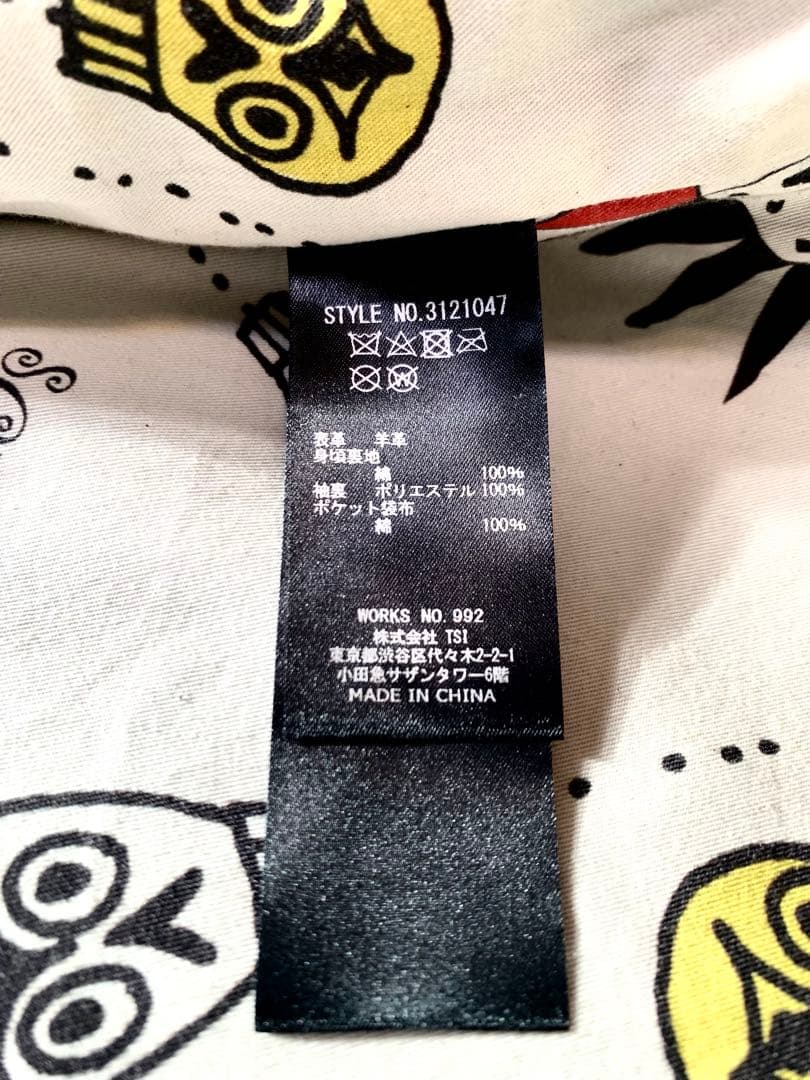 STYLE NO.3121047
表革 羊革
身頃裏地
綿 100%
袖裏 ポリエステル 100%
ポケット袋布
綿 100%
WORKS NO.992
株式会社 TSI
東京都渋谷区代々木2-2-1
小田急サザンタワー6階
MADE IN CHINA